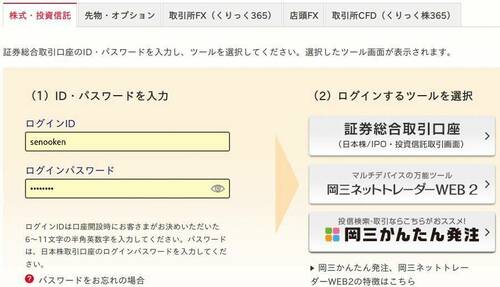 株式・投資信託
先物・オプション
取引所FX（くりっく365）
店頭FX
取引所CFD（くりっく株365）
証券総合取引口座のID・パスワードを入力し、ツールを選択してください。選択したツール画面が表示されます。
（1）ID・パスワードを入力
ログインID
senooken
ログインパスワード
••••••••
ログインIDは口座開設時にお客さまがお決めいただいた
6～11文字の半角英数字を入力してください。パスワード
は、日本株取引口座のログインパスワードを入力してくだ
さい。
? パスワードをお忘れの場合
（2）ログインするツールを選択
証券総合取引口座
（日本株/IPO・投資信託取引画面）
マルチデバイスの万能ツール
岡三ネットトレーダーWEB 2
投信検索・取引ならこちらがおススメ!
岡三かんたん発注
岡三かんたん発注、岡三ネットトレー
ダーWEB2の特徴はこちら